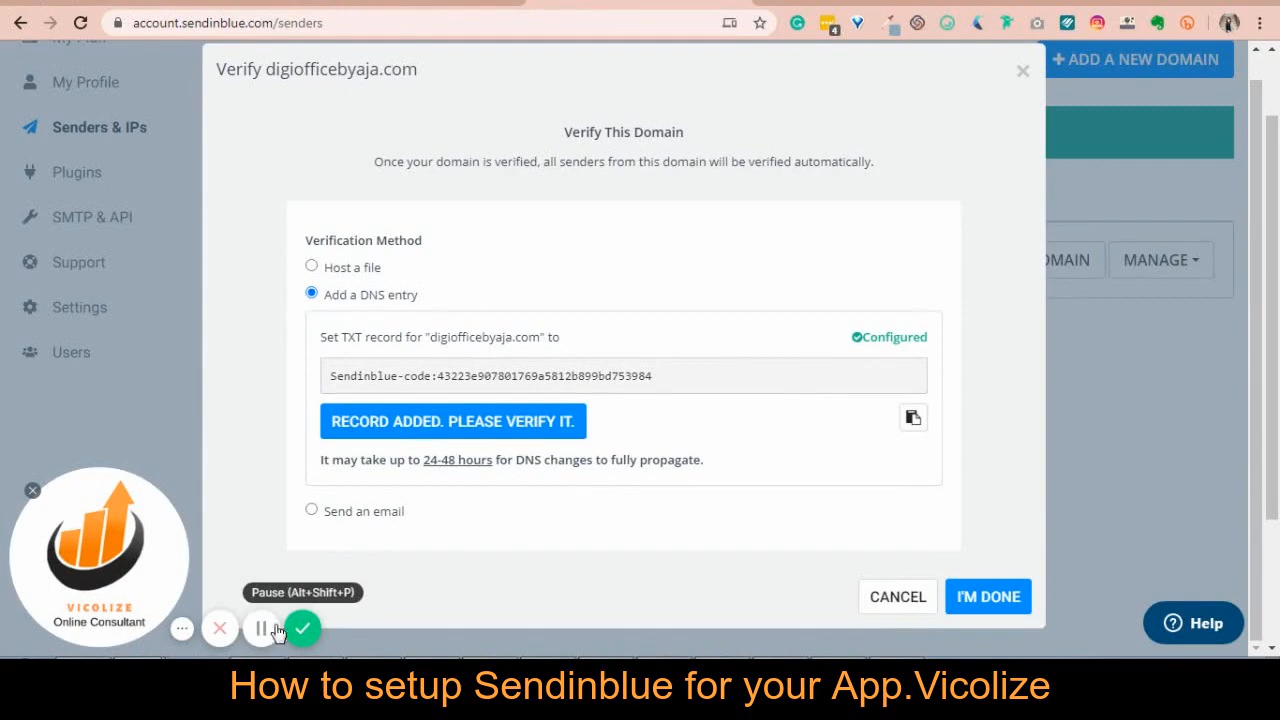 account.sendinblue.com/senders
4
My Plan
My Profile
Senders & IPs
Plugins
SMTP & API
Support
Settings
Users
+ ADD A NEW DOMAIN
OMAIN
MANAGE
Verify digiofficebyaja.com
Verify This Domain
Once your domain is verified, all senders from this domain will be verified automatically.
Verification Method
Host a file
Add a DNS entry
Set TXT record for "digiofficebyaja.com" to
Configured
Sendinblue-code:43223e907801769a5812b899bd753984
RECORD ADDED. PLEASE VERIFY IT.
It may take up to 24-48 hours for DNS changes to fully propagate.
Send an email
CANCEL
I'M DONE
VICOLIZE
Online Consultant
Pause (Alt+Shift+P)
Help
How to setup Sendinblue for your App.Vicolize